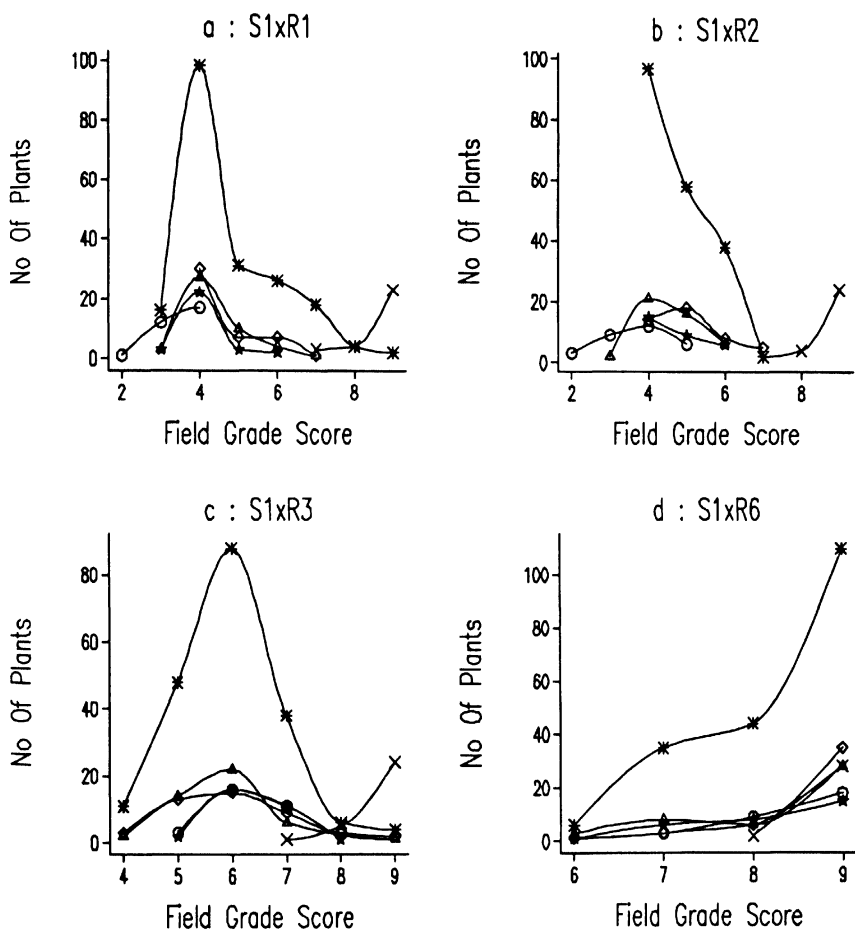 a : S1xR1
100
80
60
40
20
0
No Of Plants
2 4 6 8
Field Grade Score
b : S1xR2
100
80
60
40
20
0
No Of Plants
2 4 6 8
Field Grade Score
c : S1xR3
80
60
40
20
0
No Of Plants
4 5 6 7 8 9
Field Grade Score
d : S1xR6
100
80
60
40
20
0
No Of Plants
6 7 8 9
Field Grade Score